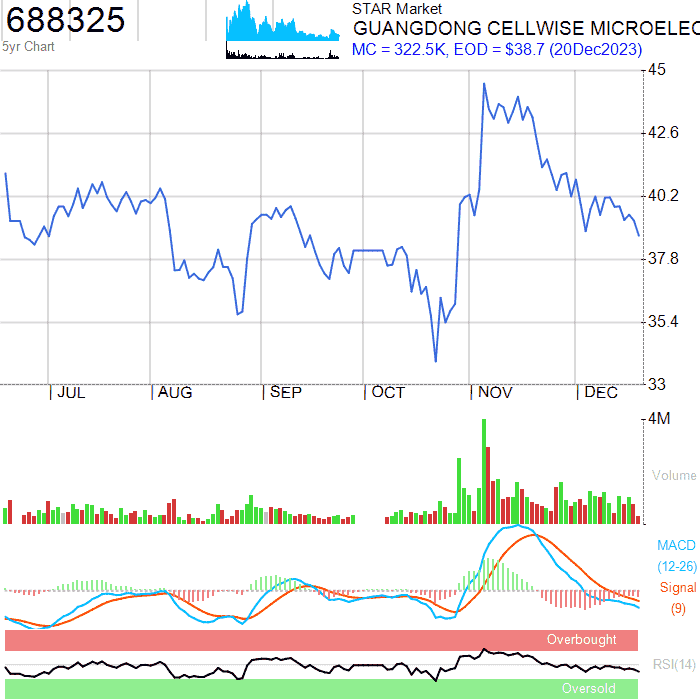 688325
5yr Chart
STAR Market
GUANGDONG CELLWISE MICROELEC
MC = 322.5K, EOD = $38.7 (20Dec2023)
45
42.6
40.2
37.8
35.4
33
JUL
AUG
SEP
OCT
NOV
DEC
4M
Volume
MACD
(12-26)
Signal
(9)
Overbought
RSI(14)
Oversold